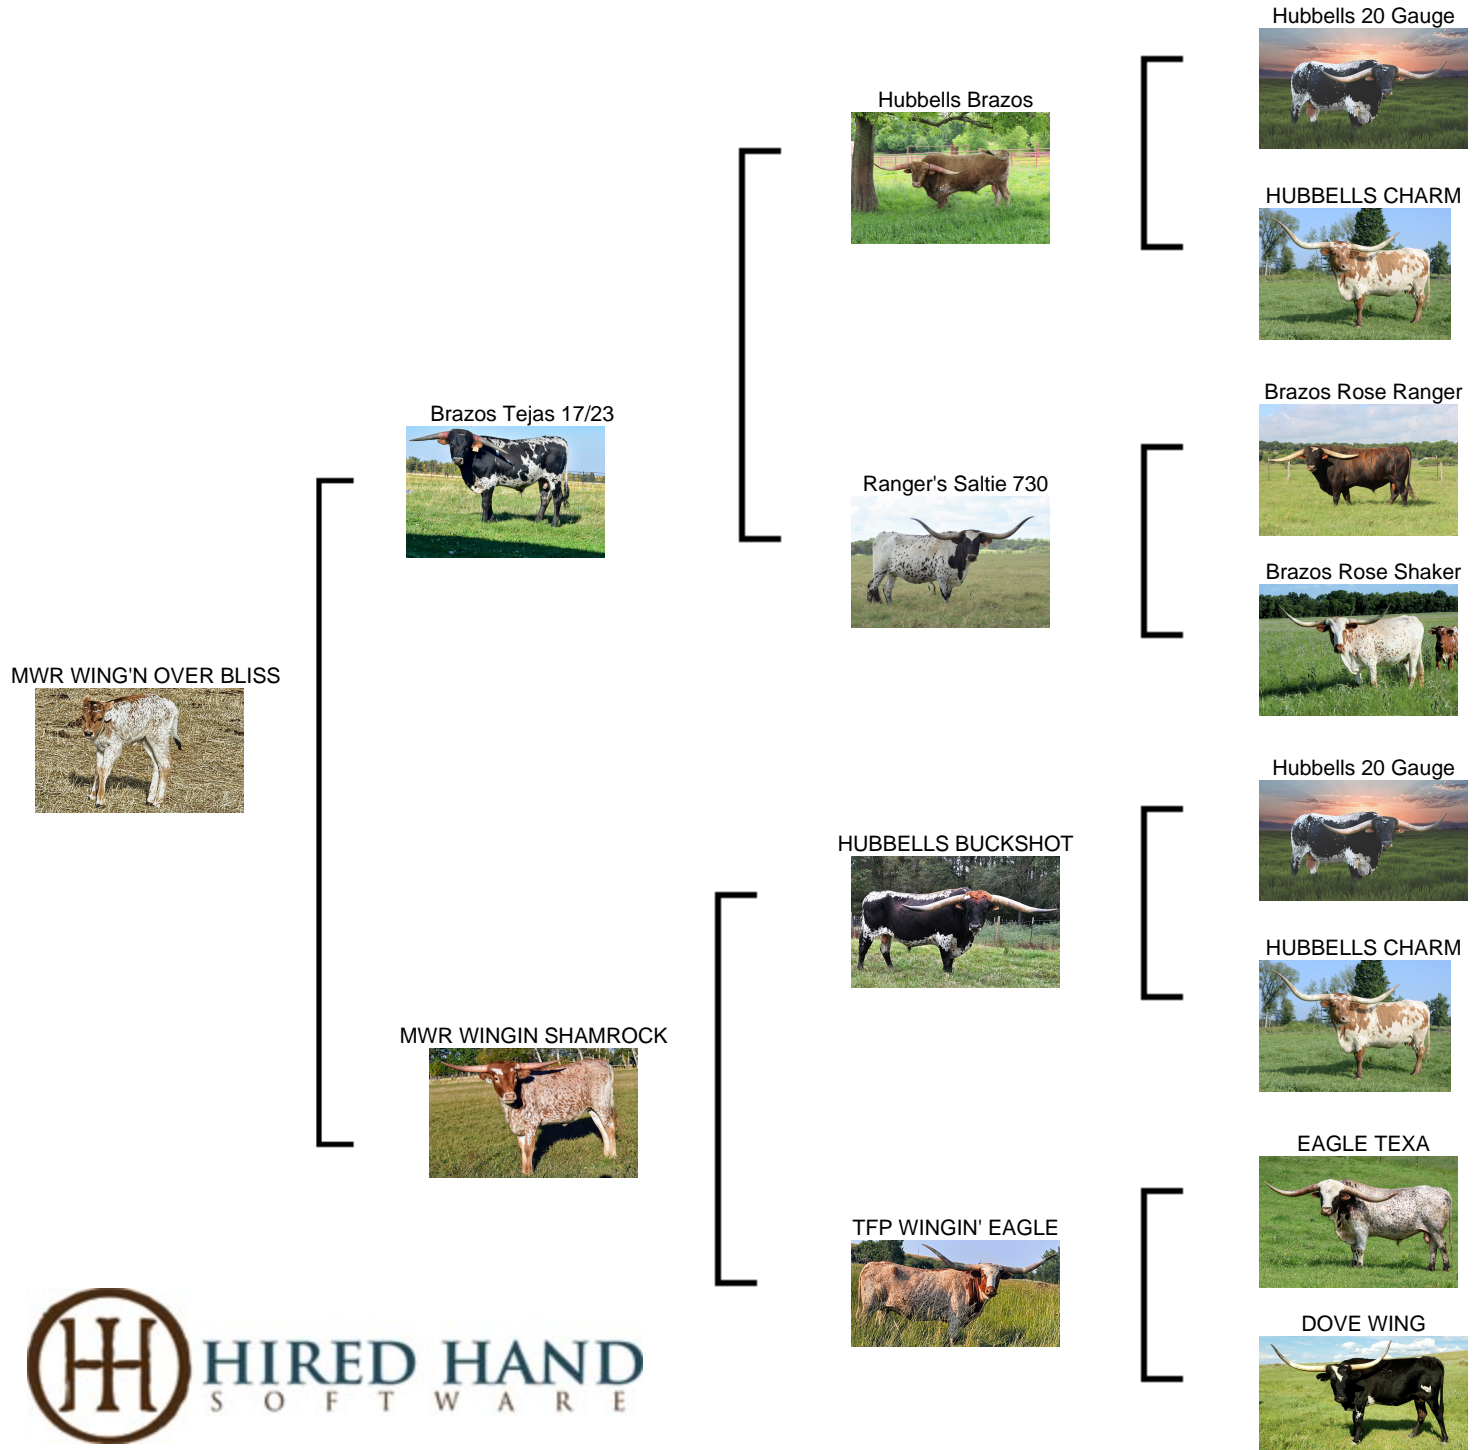 Hubbells 20 Gauge
Hubbells Brazos
HUBBELLS CHARM
Brazos Rose Ranger
Brazos Tejas 17/23
Ranger's Saltie 730
Brazos Rose Shaker
MWR WING'N OVER BLISS
Hubbells 20 Gauge
HUBBELLS BUCKSHOT
HUBBELLS CHARM
MWR WINGIN SHAMROCK
EAGLE TEXA
TFP WINGIN' EAGLE
DOVE WING
HIRED HAND
SOFTWARE